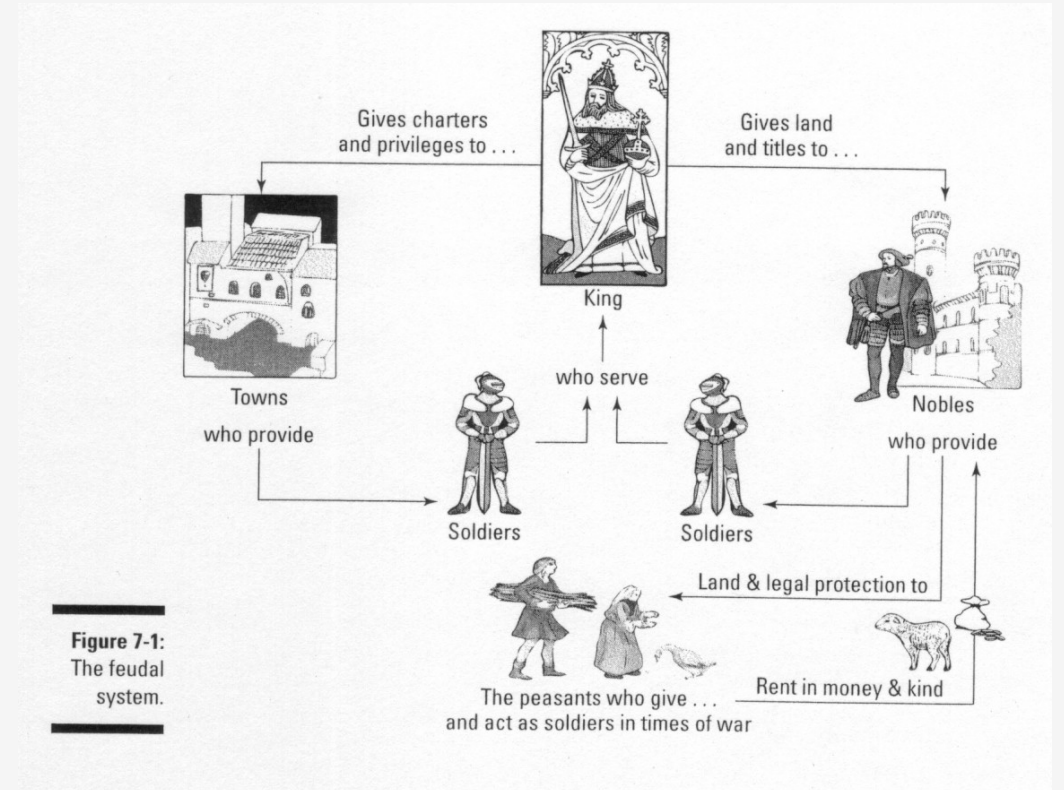 Gives charters
and privileges to . . .
Gives land
and titles to . . .
King
who serve
Towns
who provide
Nobles
who provide
Soldiers
Soldiers
Land & legal protection to
Rent in money & kind
The peasants who give . . .
and act as soldiers in times of war
Figure 7-1:
The feudal
system.